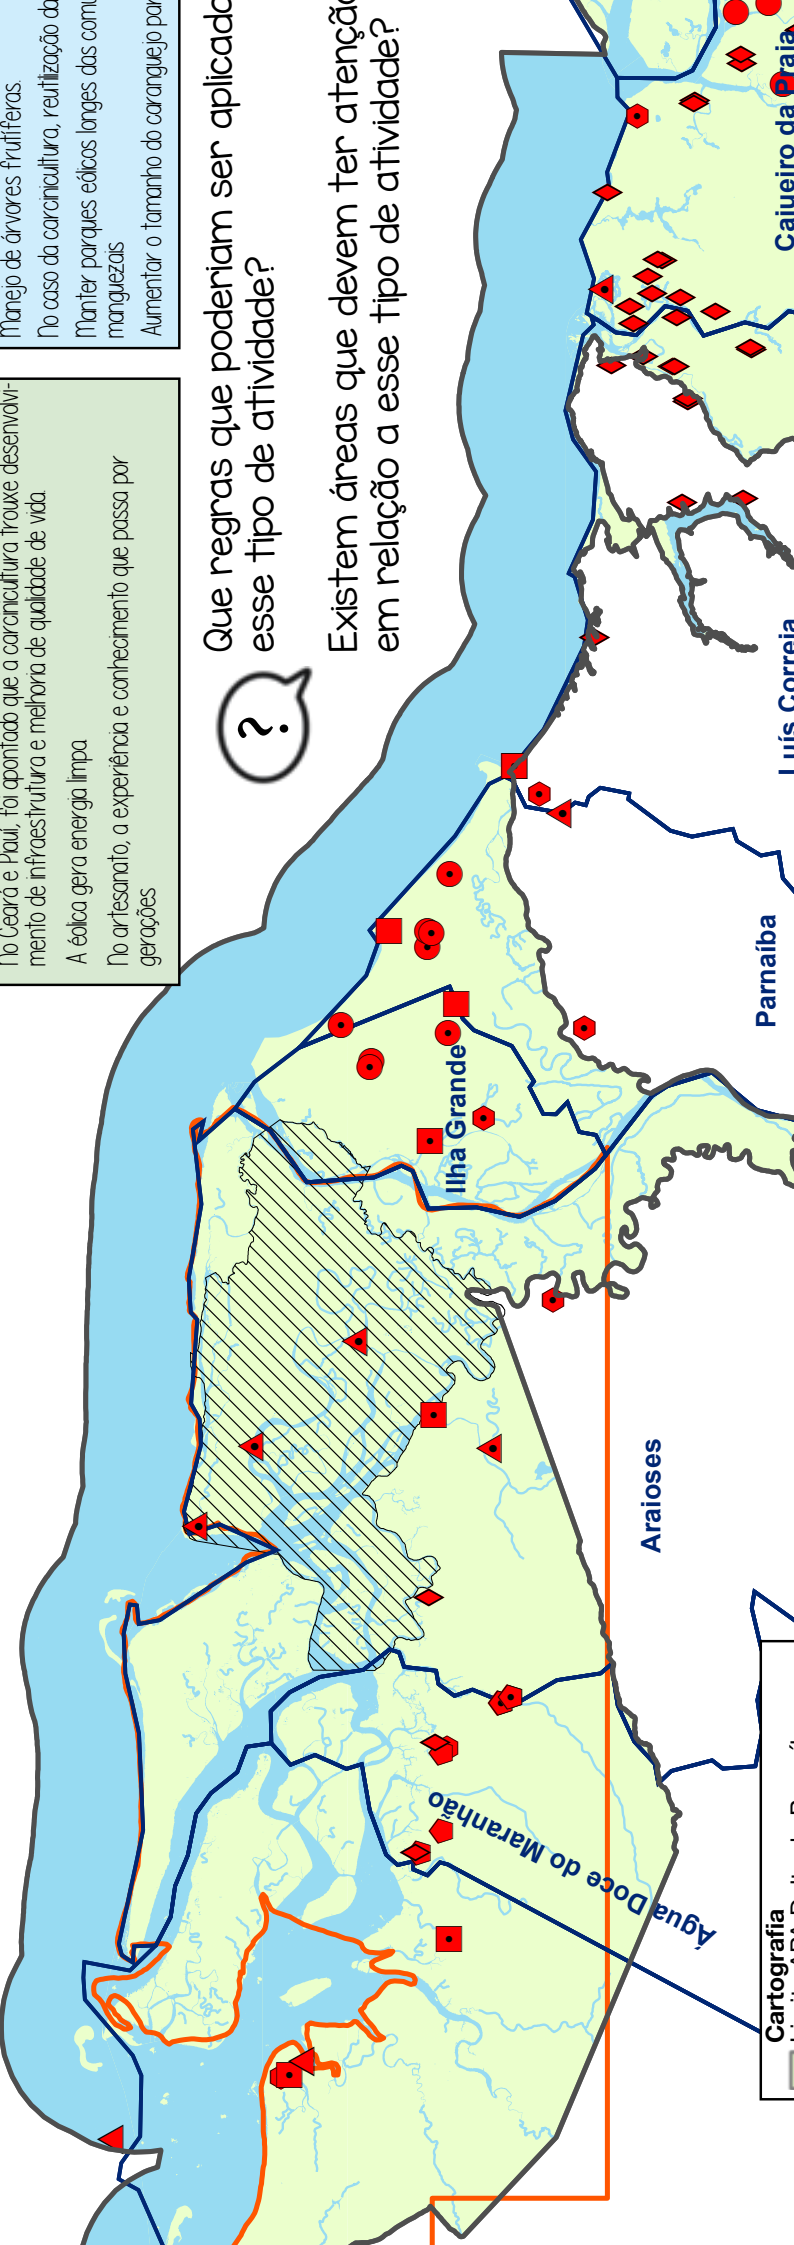 No Ceará e Piauí, foi apontado que a carcinicultura trouxe desenvolvi-
mento de infraestrutura e melhoria de qualidade de vida.
A éolica gera energia limpa
No artesanato, a experiência e conhecimento que passa por
gerações
Manejo de árvores frutíferas.
No caso da carcinicultura, reutilização da
Manter parques eólicos longes das comu
manguezais
Aumentar o tamanho do caranguejo par
?
Que regras que poderiam ser aplicado
esse tipo de atividade?
Existem áreas que devem ter atenção
em relação a esse tipo de atividade?
Água Doce do Maranhão
Araioses
Ilha Grande
Parnaíba
Luís Correia
Cajueiro da Praia
Cartografia